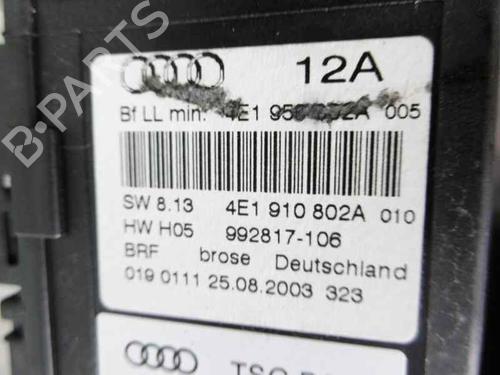 B-PARTS
12A
Bf LL min. 005
SW 8.13 4E1 910 802A 010
HW H05 992817-106
BRF brose Deutschland
019 0111 25.08.2003 323